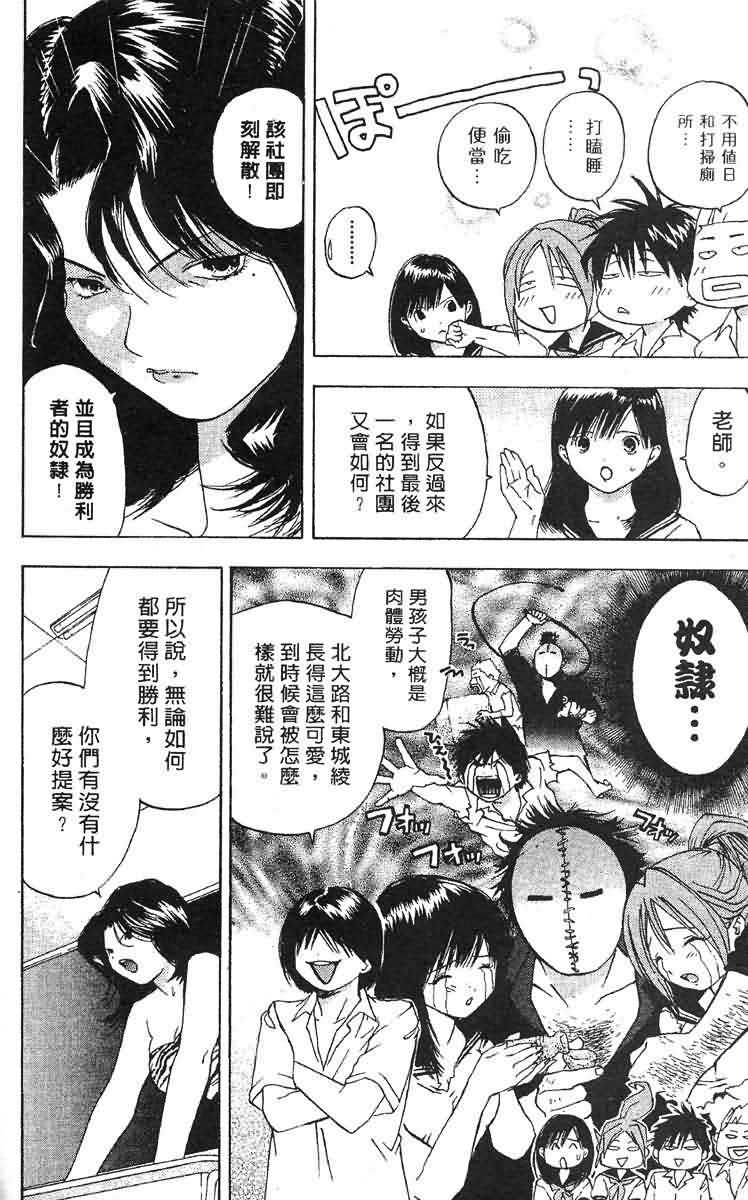 不用值日
和打掃廁
所…
打瞌睡
……
偷吃
便當…
………
ぽーっ
老師。
如果反過來
，得到最後
一名的社團
又會如何？
該社團即
刻解散！
並且成為勝利
者的奴隷！
奴隷…
男孩子大概是
肉體勞動，
北大路和東城綾
長得這麼可愛，
到時候會被怎麼
樣就很難說了。
フォッ
フォッ
フォッ
所以說，無論如何
都要得到勝利，
你們有沒有什
麼好提案？